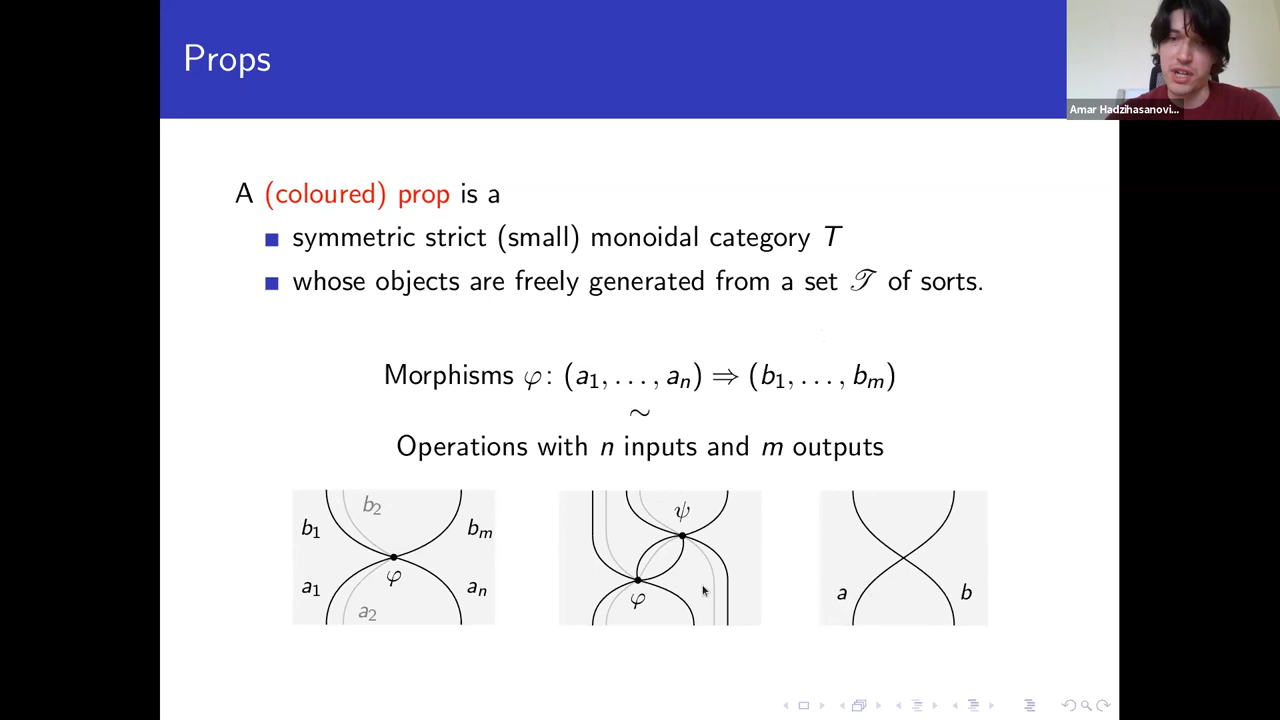 Props
Amar Hadzihasanovi...
A (coloured) prop is a
symmetric strict (small) monoidal category T
whose objects are freely generated from a set 𝒯 of sorts.
Morphisms φ: (a₁, . . . , aₙ) ⇒ (b₁, . . . , bₘ)
∼
Operations with n inputs and m outputs
b₁ b₂ bₘ
a₁ a₂ φ aₙ
ψ
φ
a b